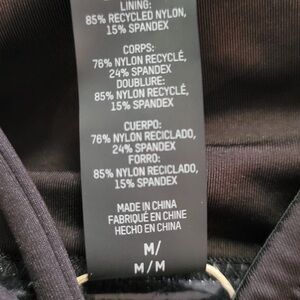 LINING:
85% RECYCLED NYLON,
15% SPANDEX
CORPS:
76% NYLON RECYCLÉ,
24% SPANDEX
DOUBLURE:
85% NYLON RECYCLÉ,
15% SPANDEX
CUERPO:
76% NYLON RECICLADO,
24% SPANDEX
FORRO:
85% NYLON RECICLADO,
15% SPANDEX
MADE IN CHINA
FABRIQUÉ EN CHINE
HECHO EN CHINA
M/
M/M